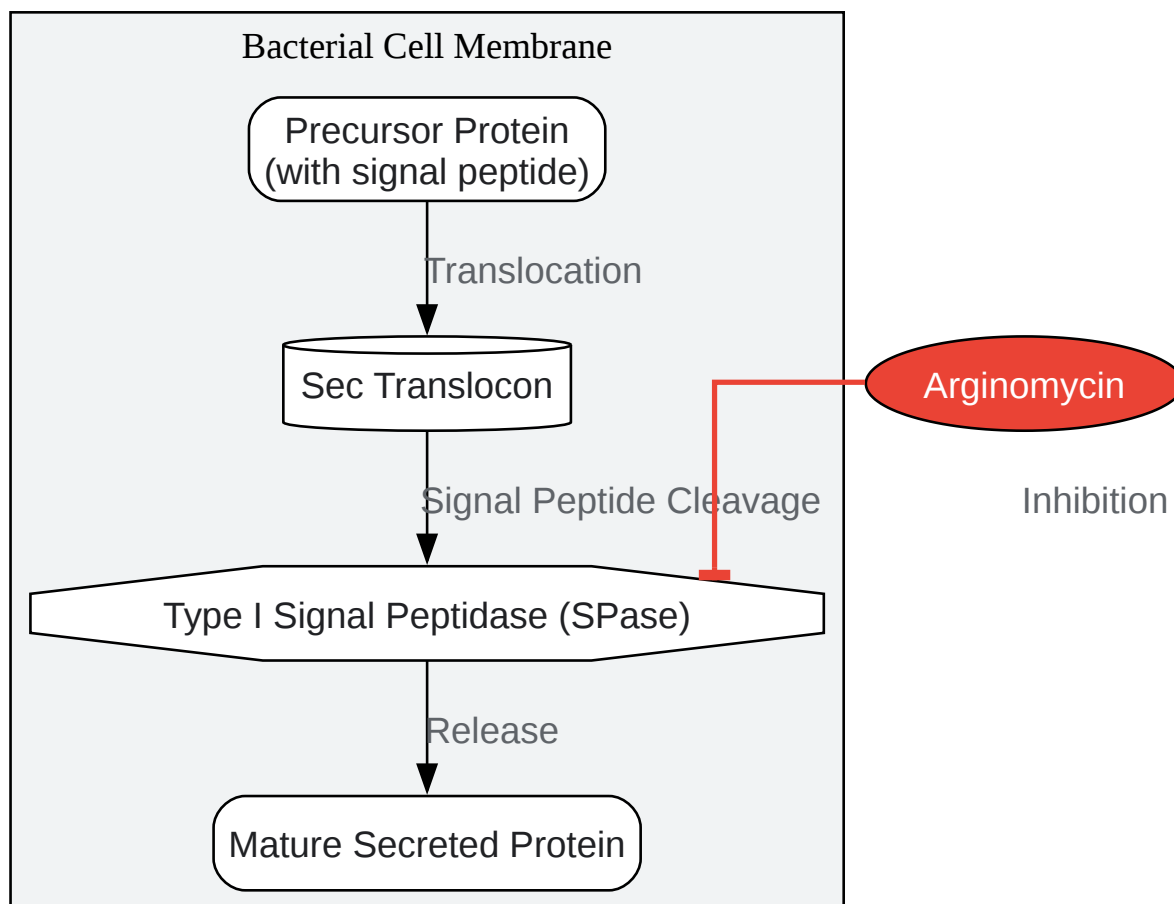 Bacterial Cell Membrane
Precursor Protein
(with signal peptide)
Translocation
Sec Translocon
Arginomycin
Signal Peptide Cleavage
Inhibition
Type I Signal Peptidase (SPase)
Release
Mature Secreted Protein